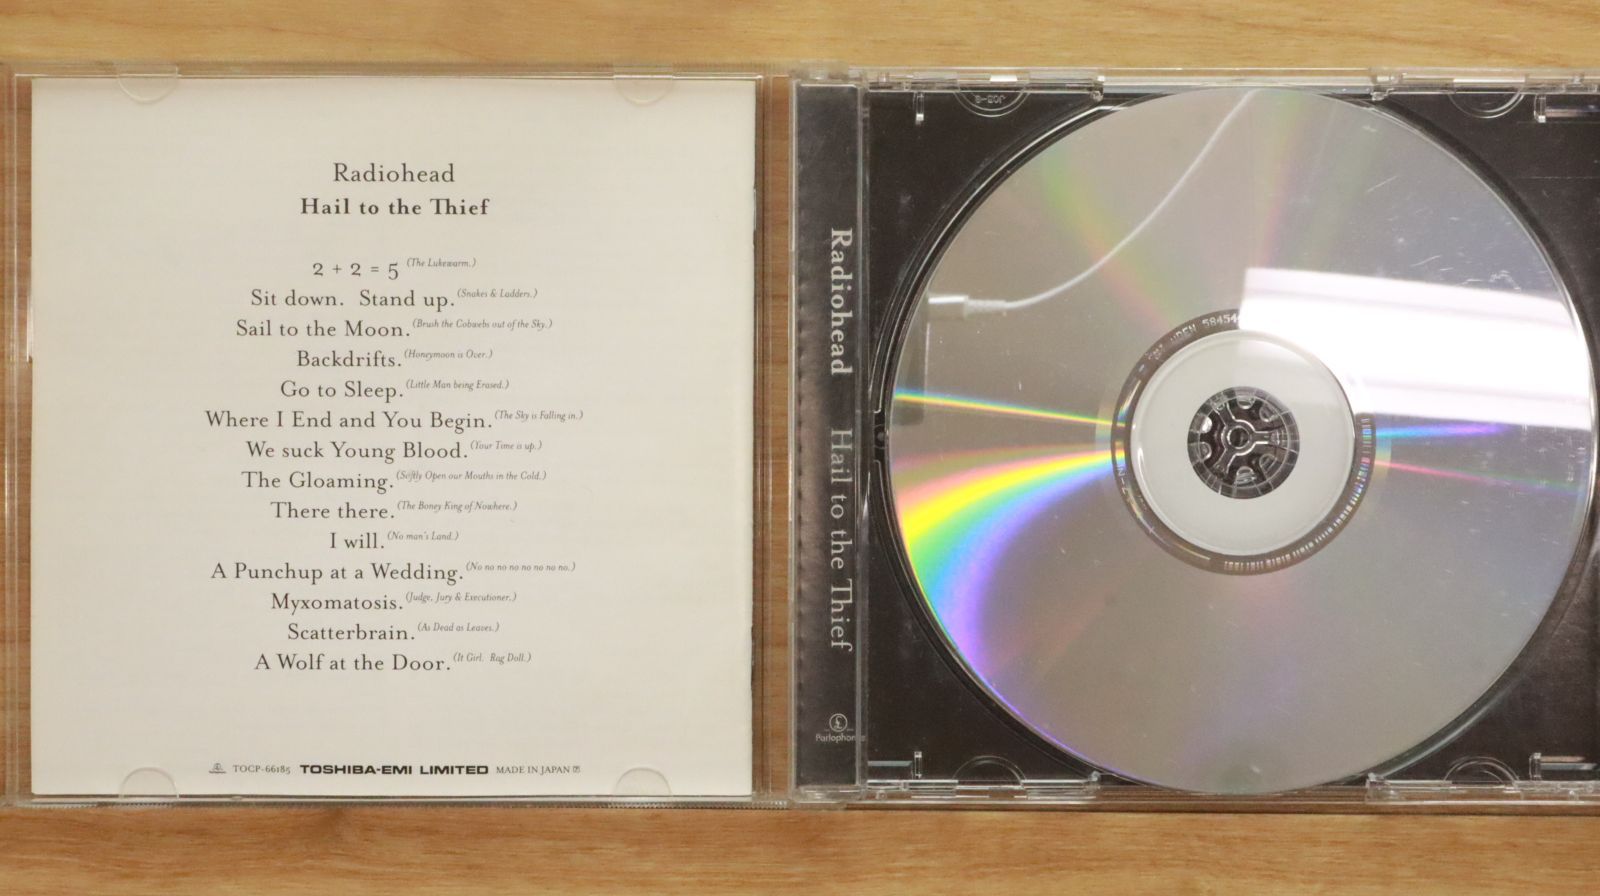 Radiohead
Hail to the Thief
2 + 2 = 5 (The Lukewarm.)
Sit down. Stand up. (Snakes & Ladders.)
Sail to the Moon. (Brush the Cobwebs out of the Sky.)
Backdrifts. (Honeymoon is Over.)
Go to Sleep. (Little Man being Erased.)
Where I End and You Begin. (The Sky is Falling in.)
We suck Young Blood. (Your Time is up.)
The Gloaming. (Softly Open our Mouths in the Cold.)
There there. (The Boney King of Nowhere.)
I will. (No man's Land.)
A Punchup at a Wedding. (No no no no no no no no.)
Myxomatosis. (Judge, Jury & Executioner.)
Scatterbrain. (As Dead as Leaves.)
A Wolf at the Door. (It Girl. Rag Doll.)
TOCP-66185 TOSHIBA-EMI LIMITED MADE IN JAPAN
Radiohead Hail to the Thief
Parlophone
UDEN 58454